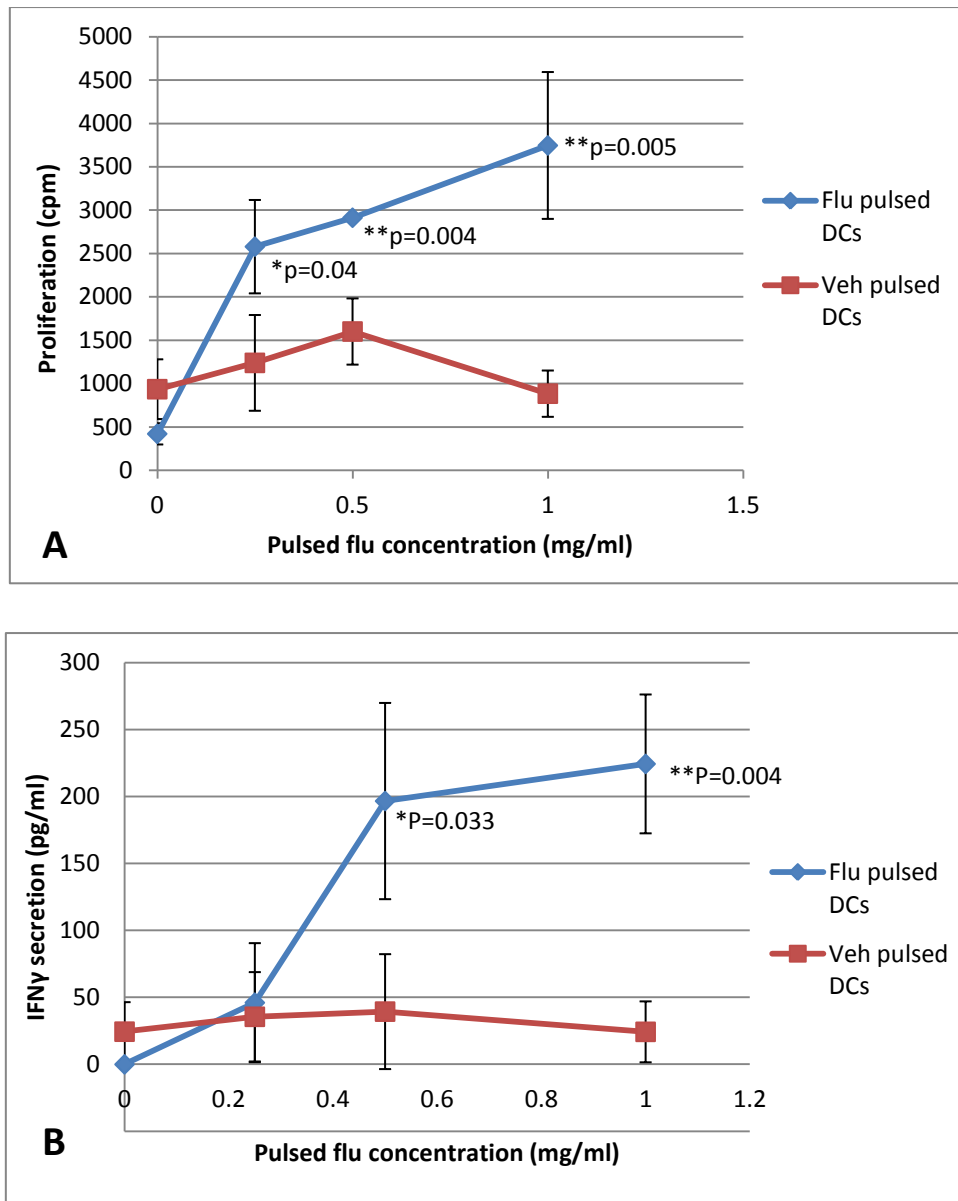 5000
4500
4000
3500
3000
2500
2000
1500
1000
500
0
Proliferation (cpm)
**p=0.005
**p=0.004
*p=0.04
Flu pulsed
DCs
Veh pulsed
DCs
0 0.5 1 1.5
A
Pulsed flu concentration (mg/ml)
300
250
200
150
100
50
0
IFNγ secretion (pg/ml)
**P=0.004
*P=0.033
Flu pulsed
DCs
Veh pulsed
DCs
0 0.2 0.4 0.6 0.8 1 1.2
B
Pulsed flu concentration (mg/ml)